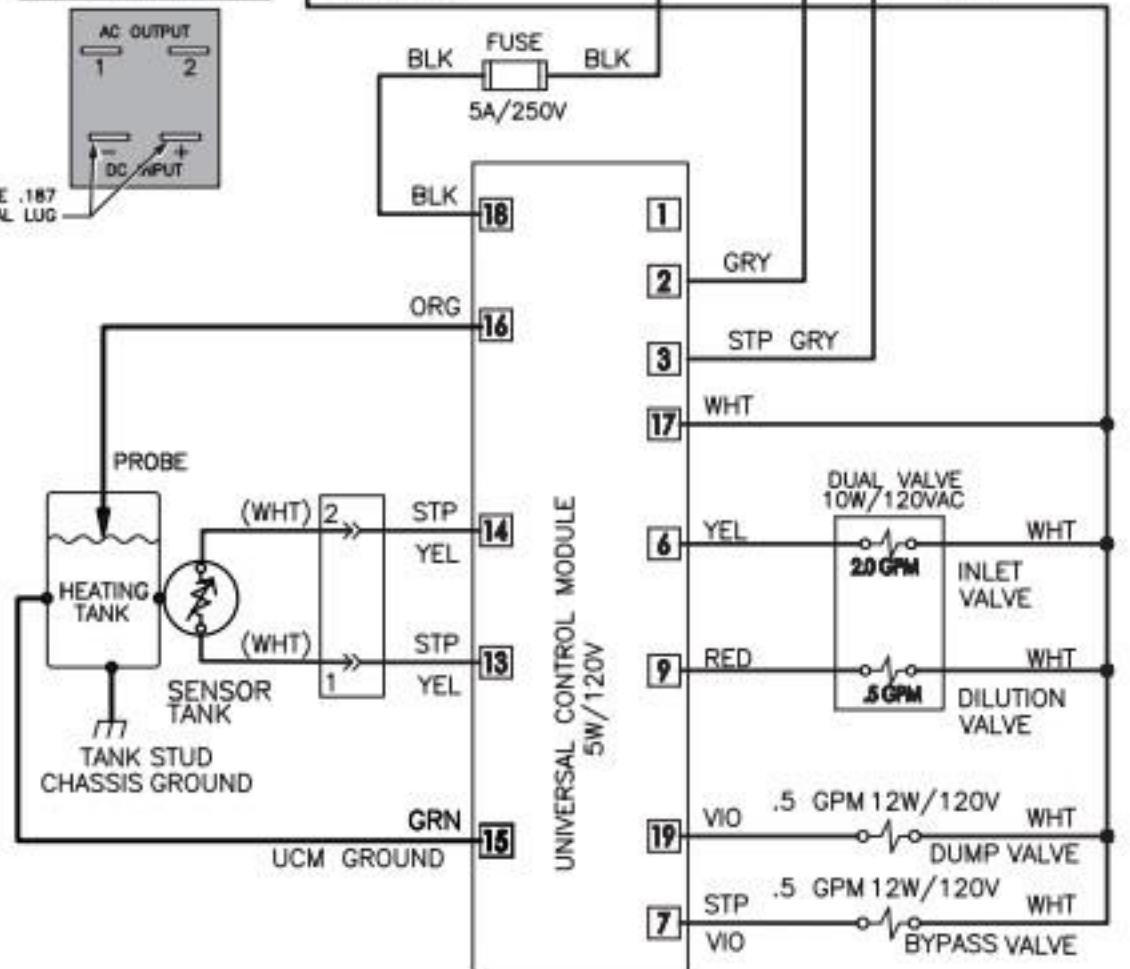 AC OUTPUT
1 2
- +
DC INPUT
.187
LUG
FUSE
BLK BLK
5A/250V
BLK
18
1
2
GRY
ORG
16
3
STP GRY
17
WHT
PROBE
DUAL VALVE
10W/120VAC
(WHT) 2 STP
14
YEL
6
YEL
2.0 GPM
WHT
INLET
VALVE
HEATING
TANK
(WHT) 1 STP
13
YEL
9
RED
.5 GPM
WHT
DILUTION
VALVE
SENSOR
TANK
TANK STUD
CHASSIS GROUND
UNIVERSAL CONTROL MODULE
5W/120V
GRN
15
UCM GROUND
.5 GPM 12W/120V
19
VIO
WHT
DUMP VALVE
.5 GPM 12W/120V
7
STP
VIO
WHT
BYPASS VALVE